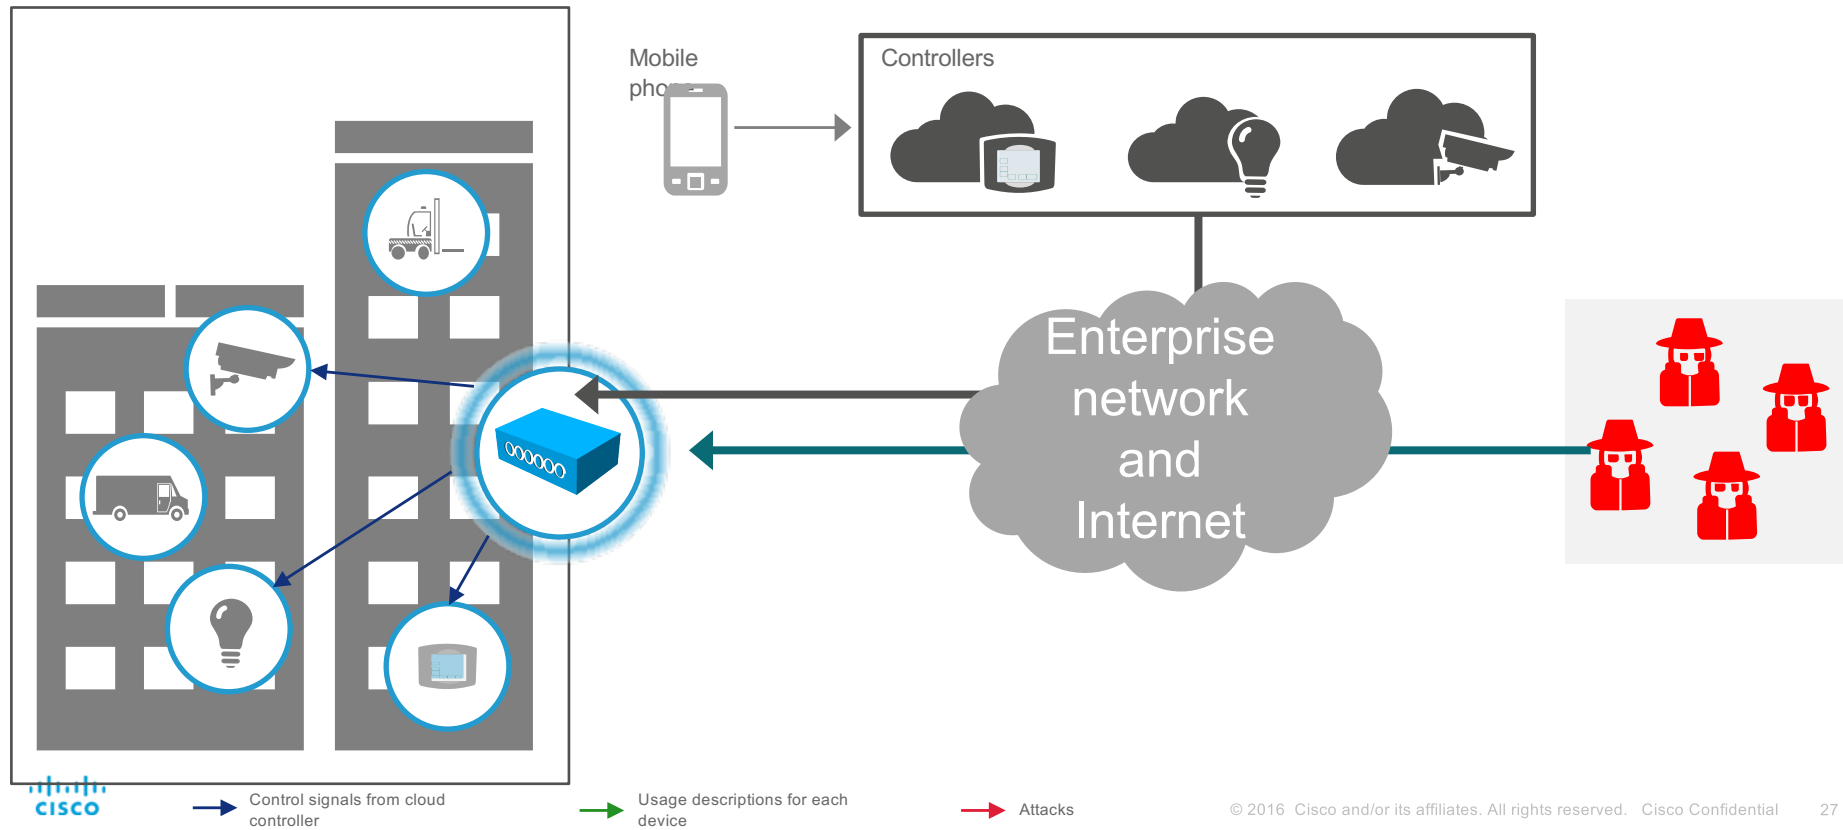 Mobile
phone
Controllers
Enterprise
network
and
Internet
CISCO
Control signals from cloud
controller
Usage descriptions for each
device
Attacks
© 2016 Cisco and/or its affiliates. All rights reserved. Cisco Confidential 27